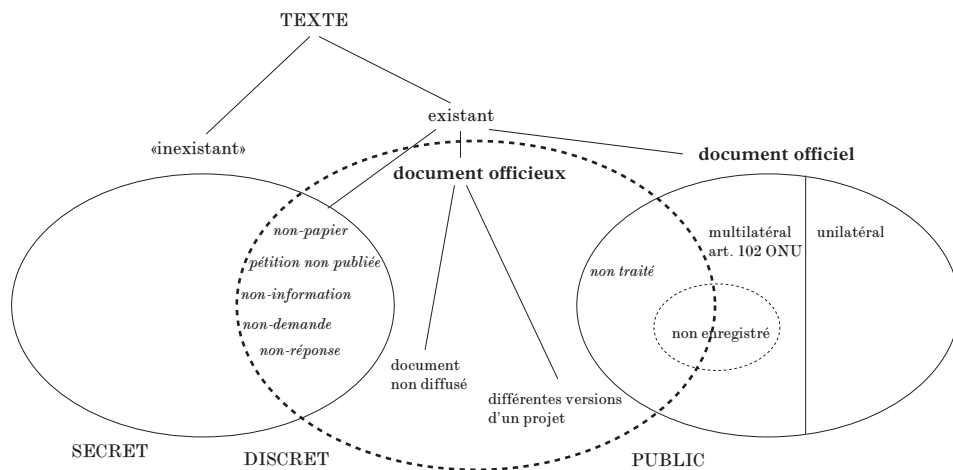 TEXTE
existant
«inexistant»
document officieux
document officiel
non-papier
pétition non publiée
non-information
non-demande
non-réponse
document
non diffusé
différentes versions
d'un projet
non traité
multilatéral
art. 102 ONU
unilatéral
non enregistré
SECRET
DISCRET
PUBLIC